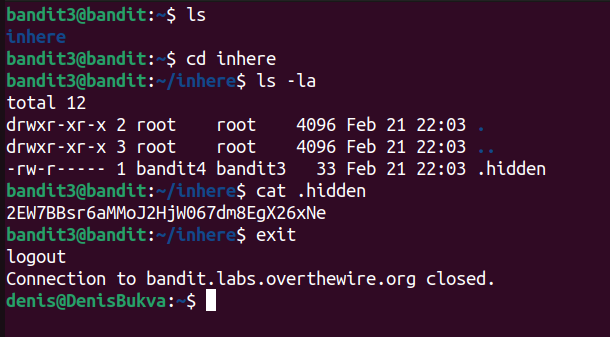 bandit3@bandit:~$ ls
inhere
bandit3@bandit:~$ cd inhere
bandit3@bandit:~/inhere$ ls -la
total 12
drwxr-xr-x 2 root    root    4096 Feb 21 22:03 .
drwxr-xr-x 3 root    root    4096 Feb 21 22:03 ..
-rw-r----- 1 bandit4 bandit3   33 Feb 21 22:03 .hidden
bandit3@bandit:~/inhere$ cat .hidden
2EW7BBsr6aMMoJ2HjW067dm8EgX26xNe
bandit3@bandit:~/inhere$ exit
logout
Connection to bandit.labs.overthewire.org closed.
denis@DenisBukva:~$